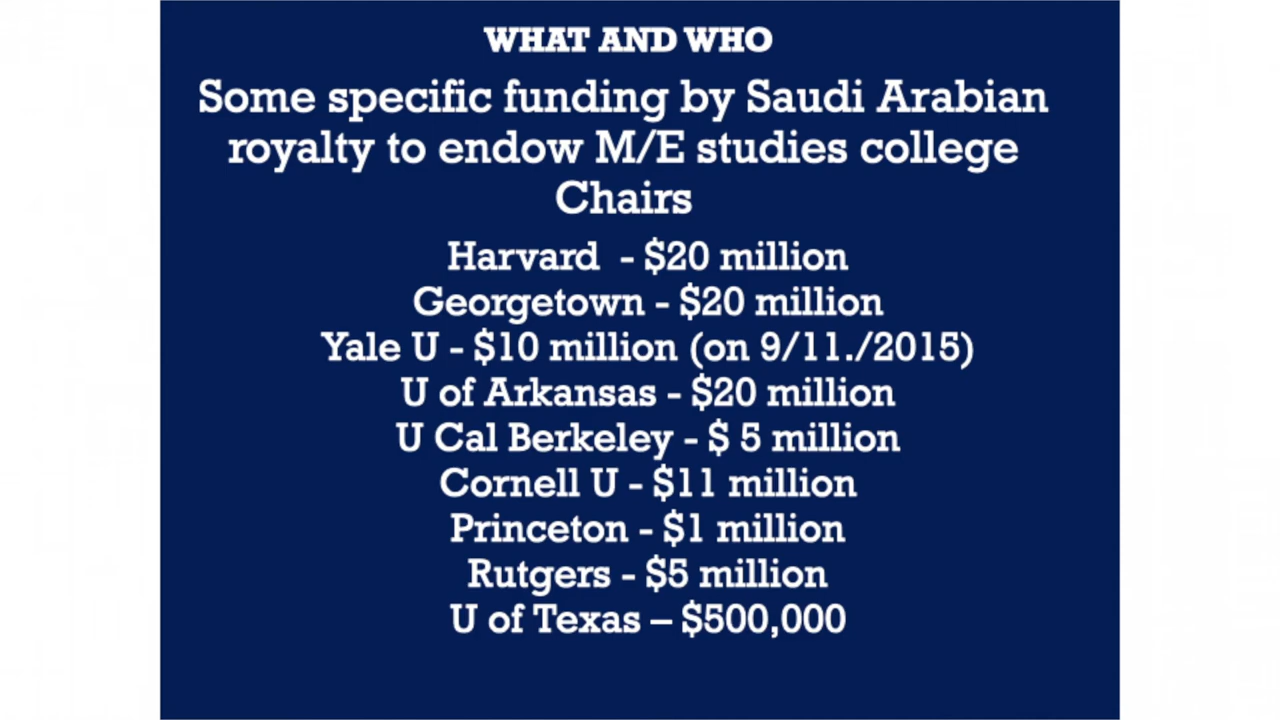 WHAT AND WHO
Some specific funding by Saudi Arabian
royalty to endow M/E studies college
Chairs
Harvard - $20 million
Georgetown - $20 million
Yale U - $10 million (on 9/11./2015)
U of Arkansas - $20 million
U Cal Berkeley - $ 5 million
Cornell U - $11 million
Princeton - $1 million
Rutgers - $5 million
U of Texas – $500,000